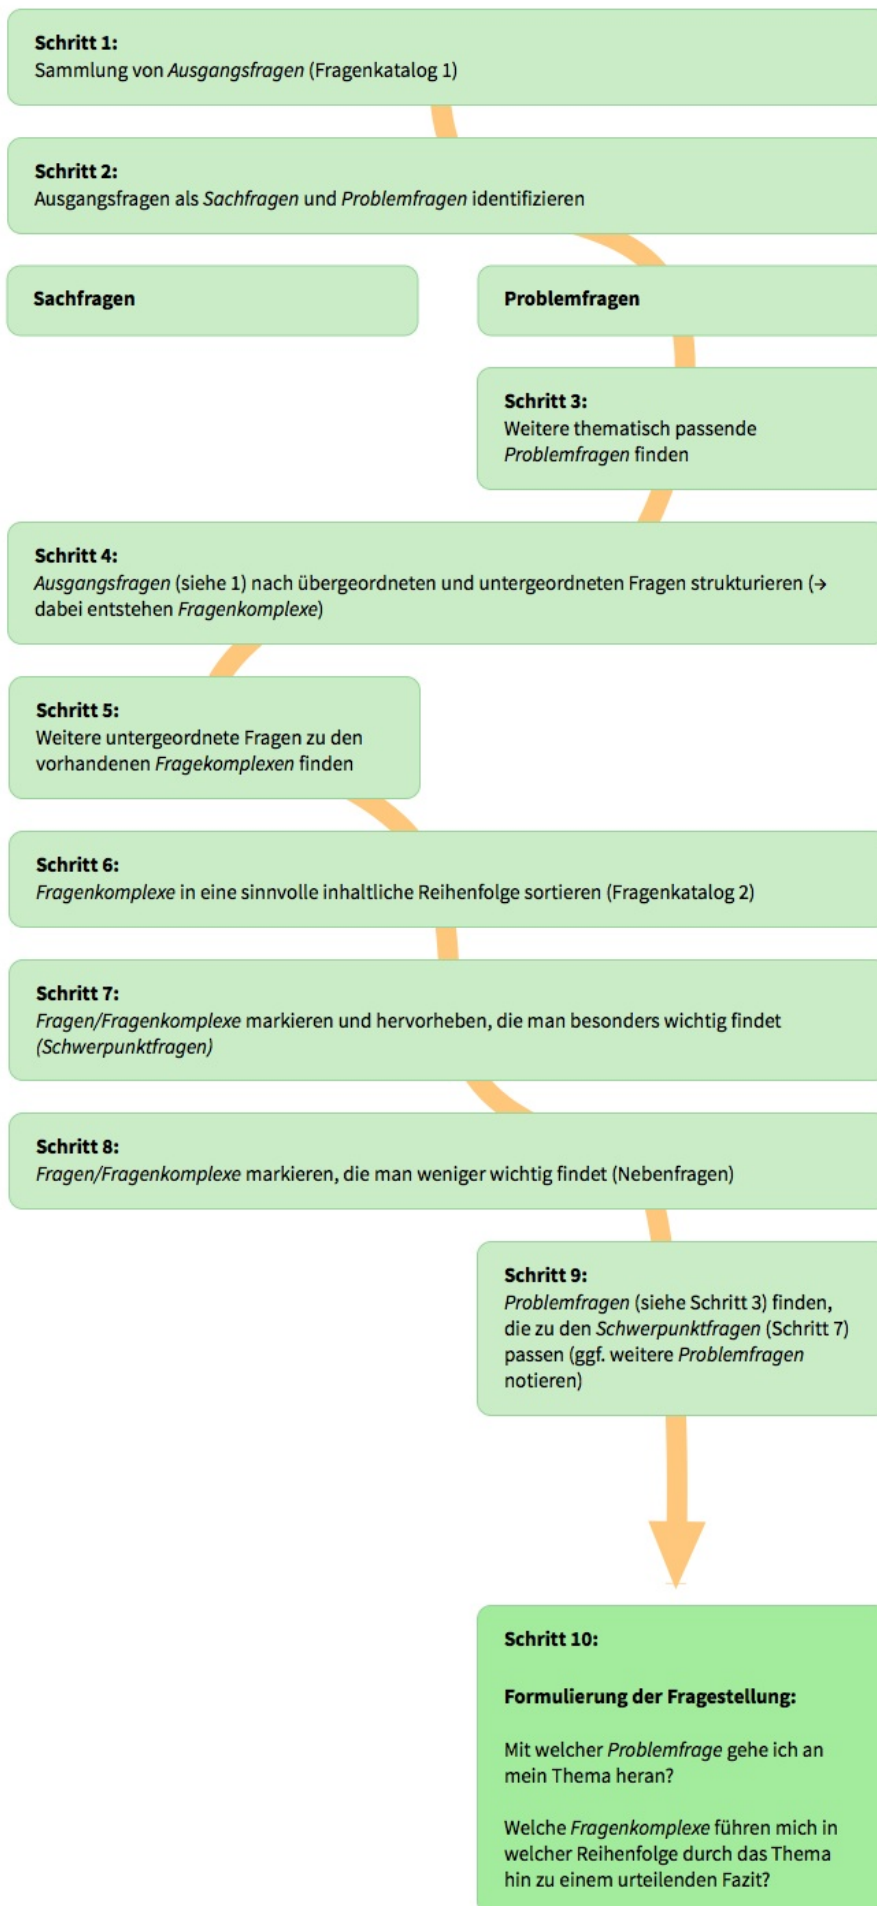 Schritt 1:
Sammlung von Ausgangsfragen (Fragenkatalog 1)
Schritt 2:
Ausgangsfragen als Sachfragen und Problemfragen identifizieren
Sachfragen
Problemfragen
Schritt 3:
Weitere thematisch passende
Problemfragen finden
Schritt 4:
Ausgangsfragen (siehe 1) nach übergeordneten und untergeordneten Fragen strukturieren (→
dabei entstehen Fragenkomplexe)
Schritt 5:
Weitere untergeordnete Fragen zu den
vorhandenen Fragekomplexen finden
Schritt 6:
Fragenkomplexe in eine sinnvolle inhaltliche Reihenfolge sortieren (Fragenkatalog 2)
Schritt 7:
Fragen/Fragenkomplexe markieren und hervorheben, die man besonders wichtig findet
(Schwerpunktfragen)
Schritt 8:
Fragen/Fragenkomplexe markieren, die man weniger wichtig findet (Nebenfragen)
Schritt 9:
Problemfragen (siehe Schritt 3) finden,
die zu den Schwerpunktfragen (Schritt 7)
passen (ggf. weitere Problemfragen
notieren)
Schritt 10:
Formulierung der Fragestellung:
Mit welcher Problemfrage gehe ich an
mein Thema heran?
Welche Fragenkomplexe führen mich in
welcher Reihenfolge durch das Thema
hin zu einem urteilenden Fazit?